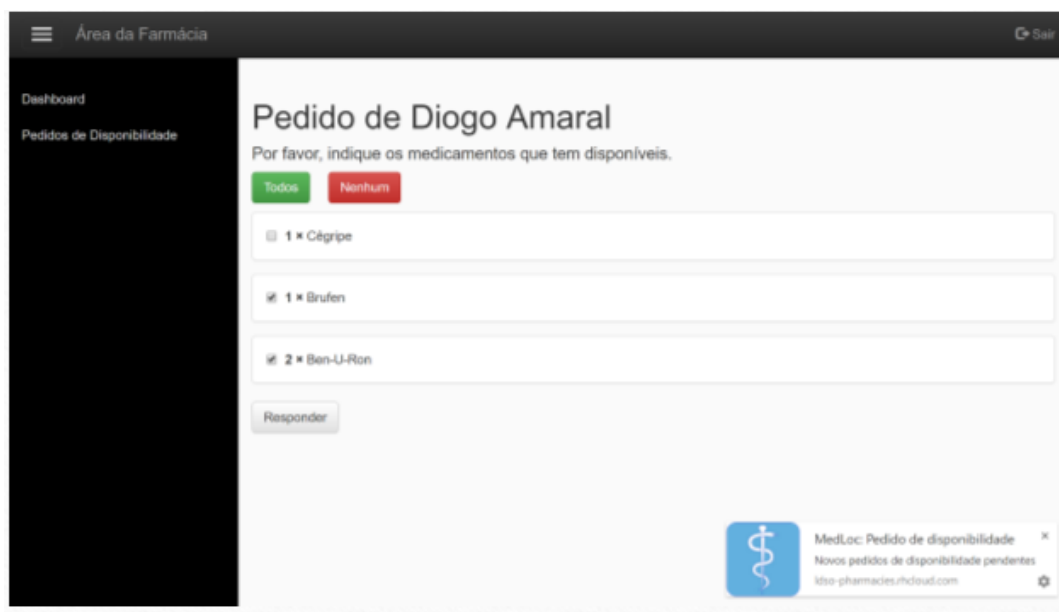 Área da Farmácia
Sair
Dashboard
Pedidos de Disponibilidade
Pedido de Diogo Amaral
Por favor, indique os medicamentos que tem disponíveis.
Todos Nenhum
1 × Cêgripe
1 × Brufen
2 × Ben-U-Ron
Responder
MedLoc: Pedido de disponibilidade ×
Novos pedidos de disponibilidade pendentes
ldso-pharmacies.rhcloud.com